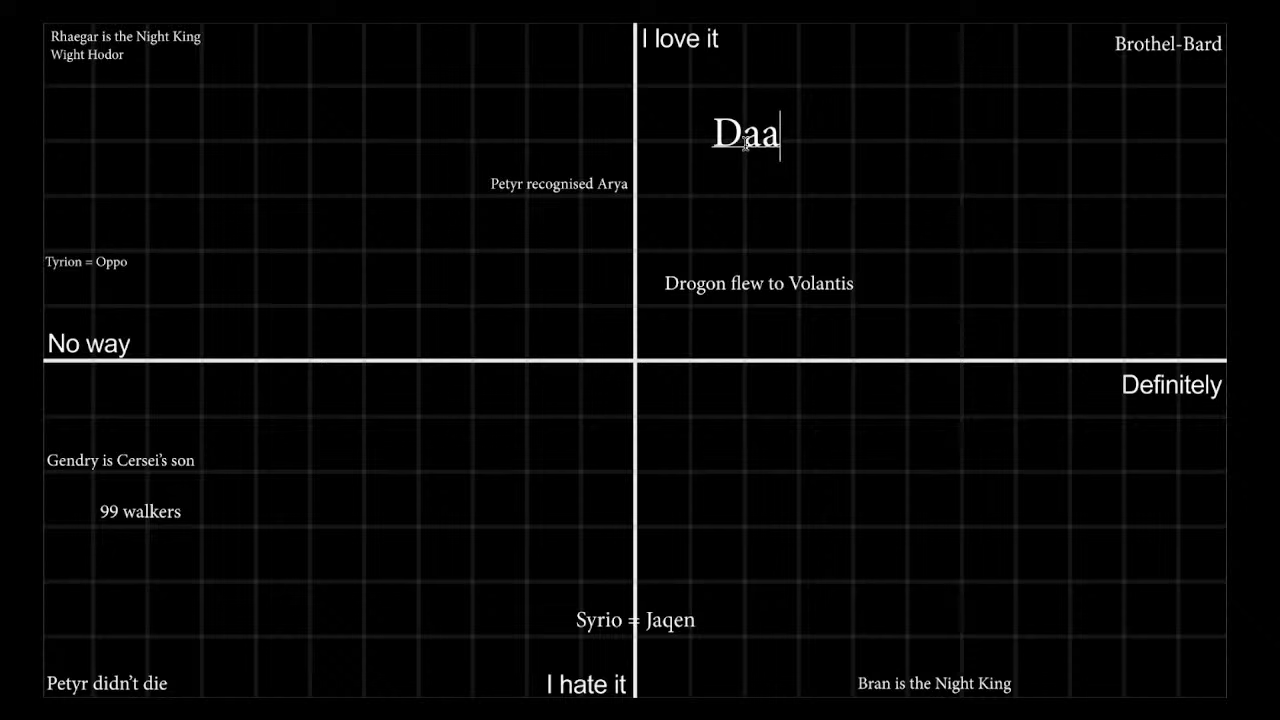 Rhaegar is the Night King
Wight Hodor
I love it
Brothel-Bard
Daa
Petyr recognised Arya
Tyrion = Oppo
Drogon flew to Volantis
No way
Definitely
Gendry is Cersei's son
99 walkers
Syrio = Jaqen
Petyr didn't die
I hate it
Bran is the Night King